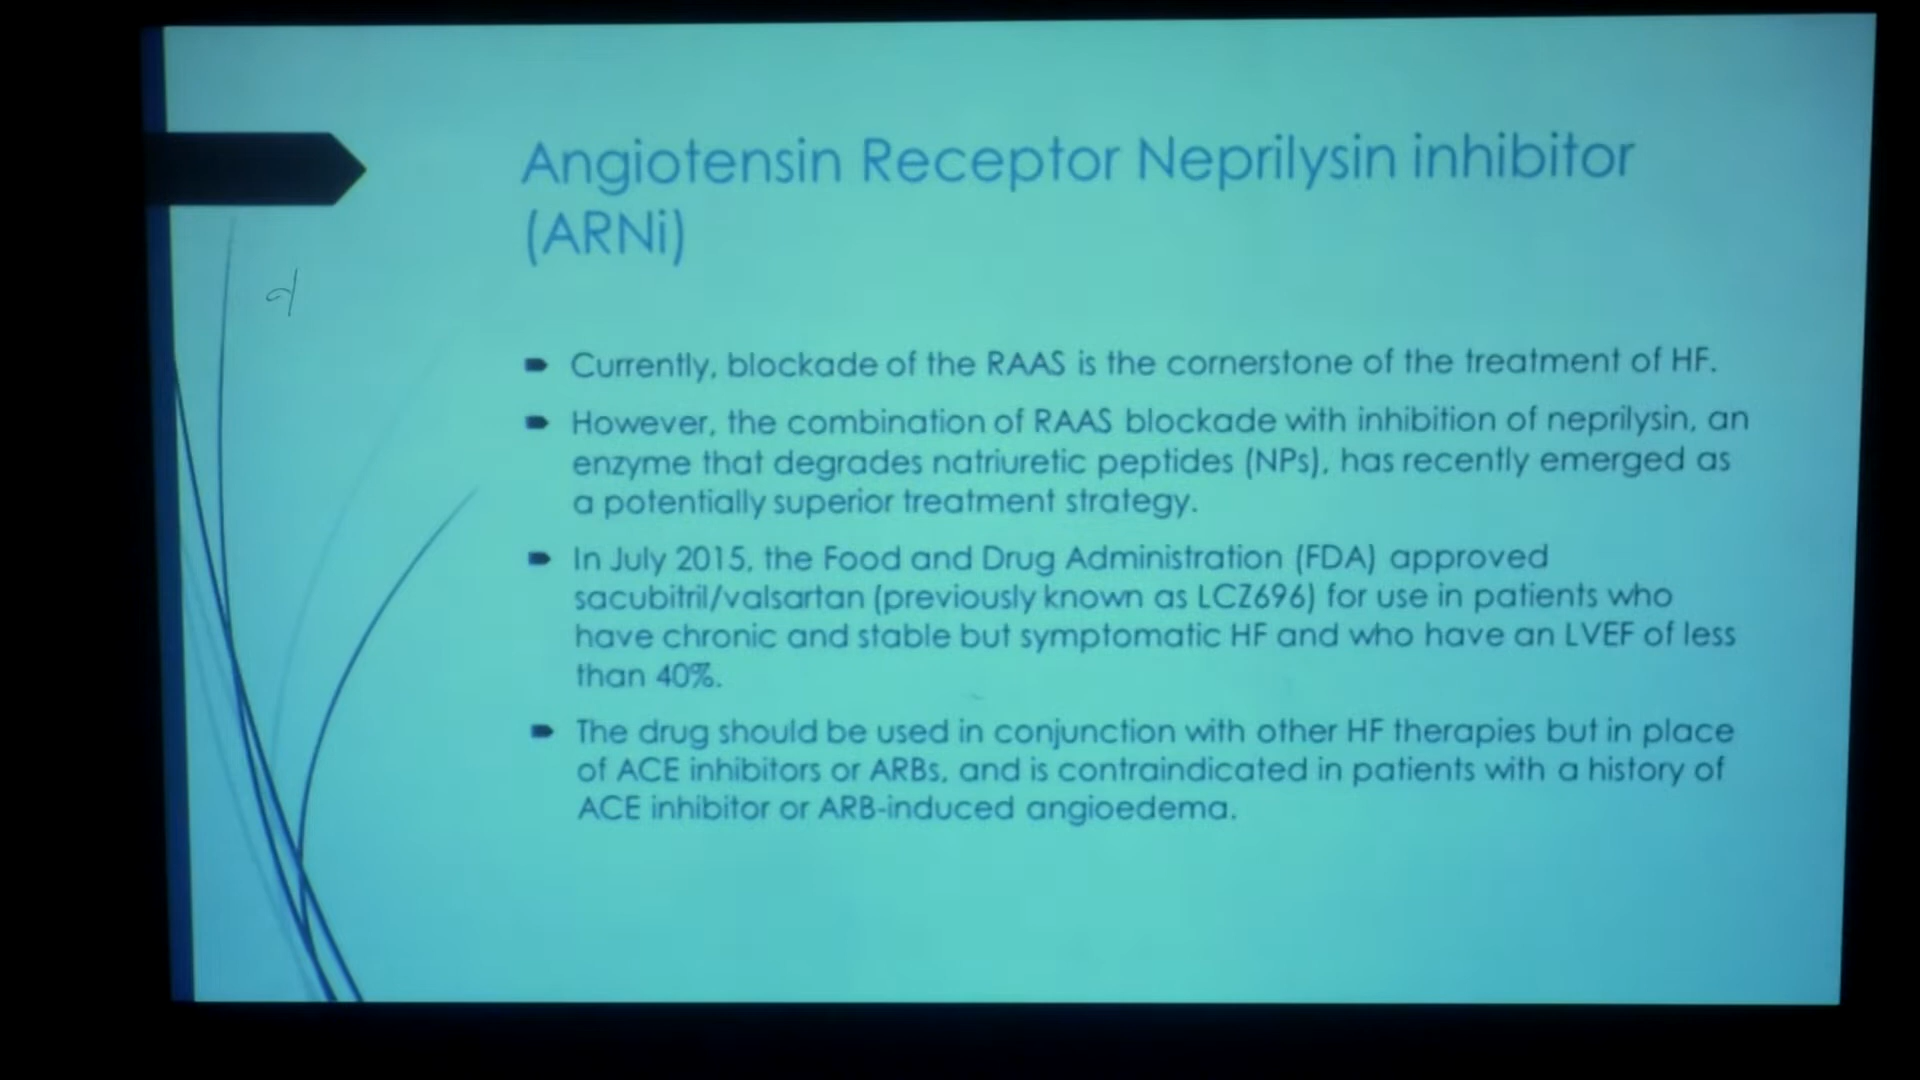 Angiotensin Receptor Neprilysin inhibitor
(ARNi)
Currently, blockade of the RAAS is the cornerstone of the treatment of HF.
However, the combination of RAAS blockade with inhibition of neprilysin, an
enzyme that degrades natriuretic peptides (NPs), has recently emerged as
a potentially superior treatment strategy.
In July 2015, the Food and Drug Administration (FDA) approved
sacubitril/valsartan (previously known as LCZ696) for use in patients who
have chronic and stable but symptomatic HF and who have an LVEF of less
than 40%.
The drug should be used in conjunction with other HF therapies but in place
of ACE inhibitors or ARBs, and is contraindicated in patients with a history of
ACE inhibitor or ARB-induced angioedema.